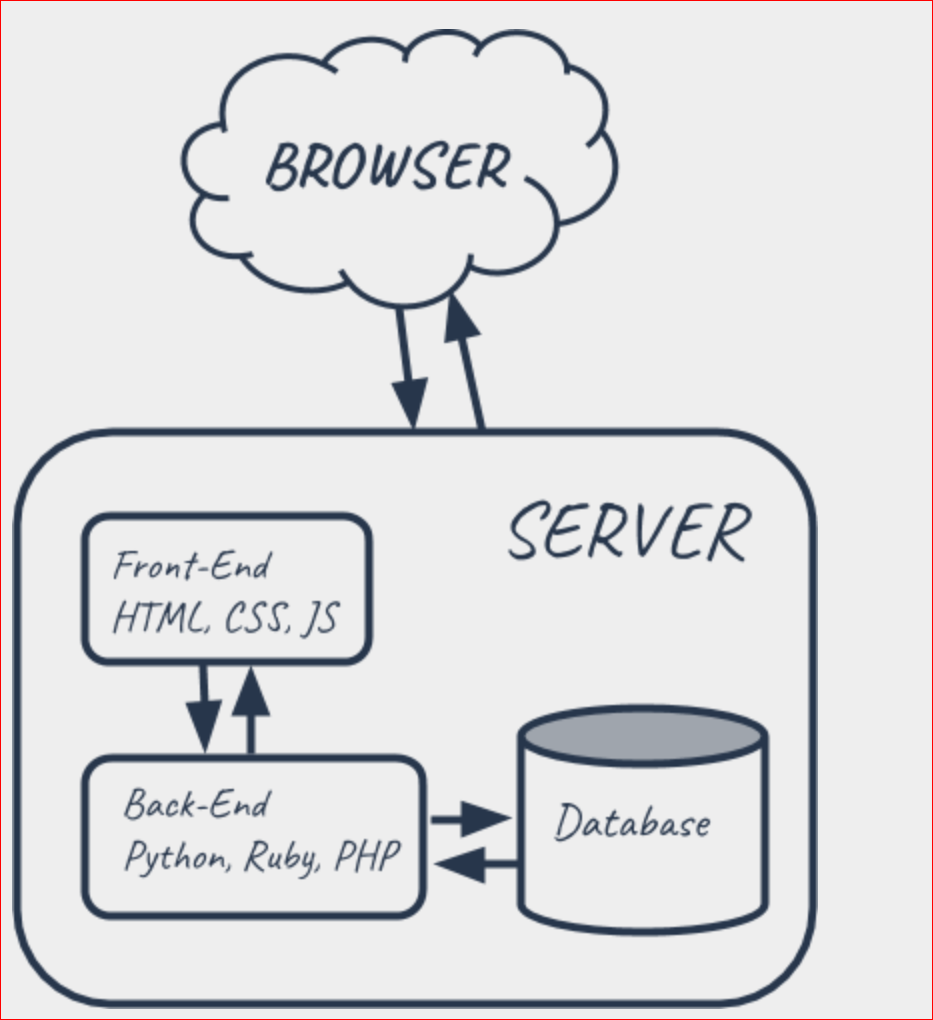 BROWSER
SERVER
Front-End
HTML, CSS, JS
Back-End
Python, Ruby, PHP
Database